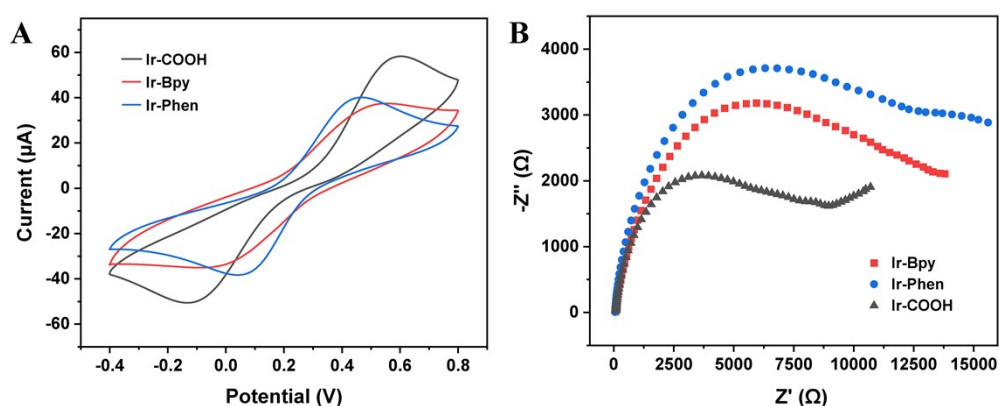 A
Ir-COOH
Ir-Bpy
Ir-Phen
Current (μA)
60
40
20
0
-20
-40
-60
-0.4
-0.2
0.0
0.2
0.4
0.6
0.8
Potential (V)
B
-Z'' (Ω)
4000
3000
2000
1000
0
Ir-Bpy
Ir-Phen
Ir-COOH
0
2500
5000
7500
10000
12500
15000
Z' (Ω)